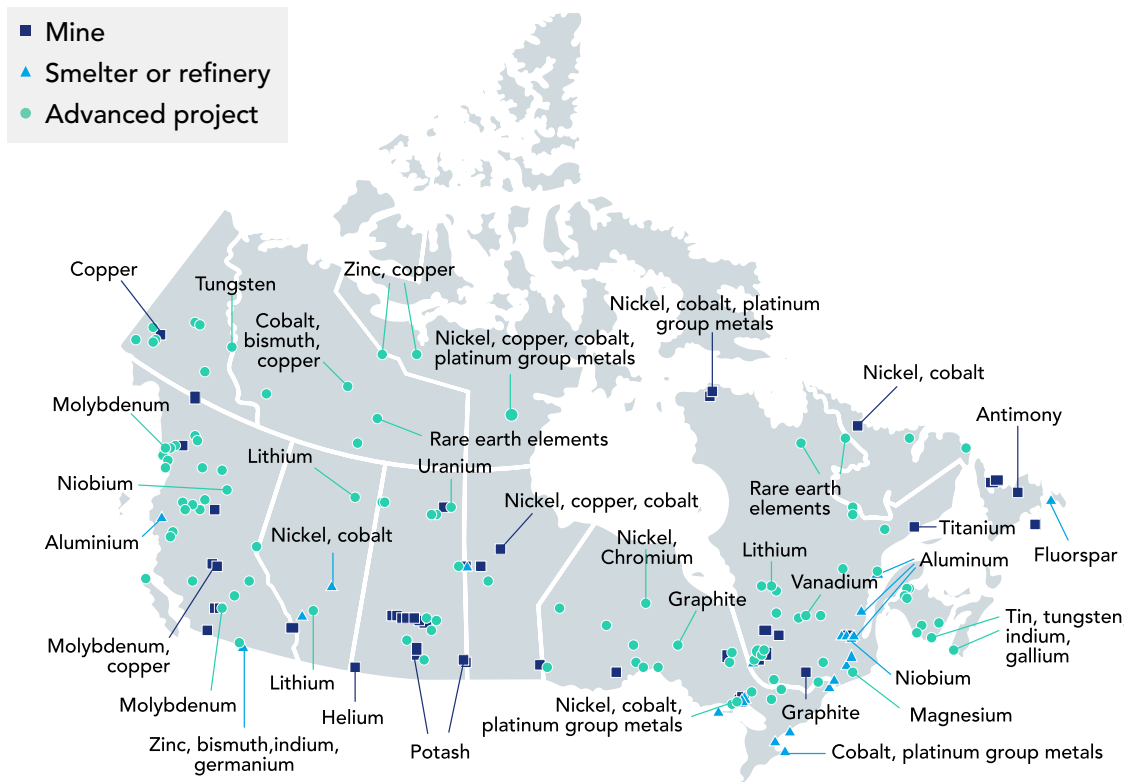 Mine
Smelter or refinery
Advanced project
Copper
Tungsten
Zinc, copper
Cobalt,
bismuth,
copper
Nickel, copper, cobalt,
platinum group metals
Nickel, cobalt, platinum
group metals
Nickel, cobalt
Antimony
Molybdenum
Rare earth elements
Lithium
Uranium
Niobium
Nickel, copper, cobalt
Rare earth
elements
Aluminium
Nickel, cobalt
Nickel,
Chromium
Titanium
Fluorspar
Lithium
Aluminum
Vanadium
Graphite
Tin, tungsten,
indium,
gallium
Molybdenum,
copper
Lithium
Niobium
Molybdenum
Helium
Nickel, cobalt,
platinum group metals
Graphite
Magnesium
Zinc, bismuth,indium,
germanium
Potash
Cobalt, platinum group metals